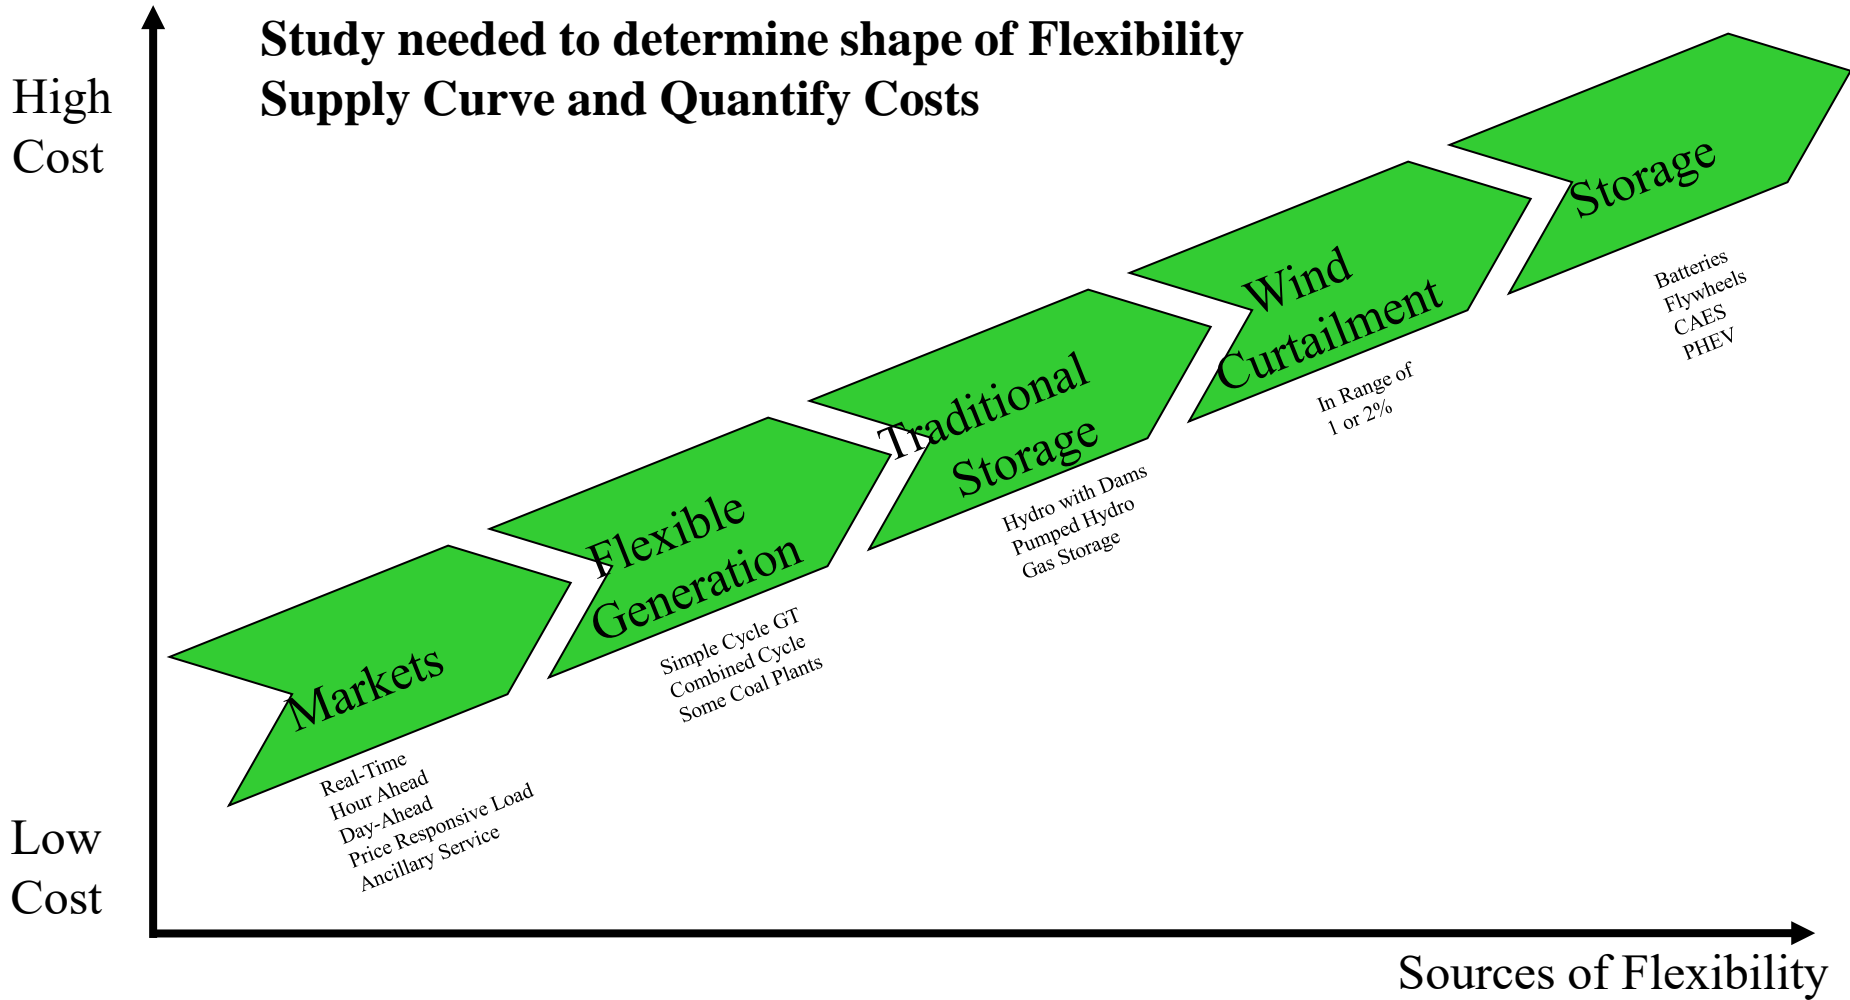 Study needed to determine shape of Flexibility
Supply Curve and Quantify Costs
High
Cost
Storage
Batteries
Flywheels
CAES
PHEV
Wind
Curtailment
In Range of
1 or 2%
Traditional
Storage
Hydro with Dams
Pumped Hydro
Gas Storage
Flexible
Generation
Simple Cycle GT
Combined Cycle
Some Coal Plants
Markets
Real-Time
Hour Ahead
Day-Ahead
Price Responsive Load
Ancillary Service
Low
Cost
Sources of Flexibility